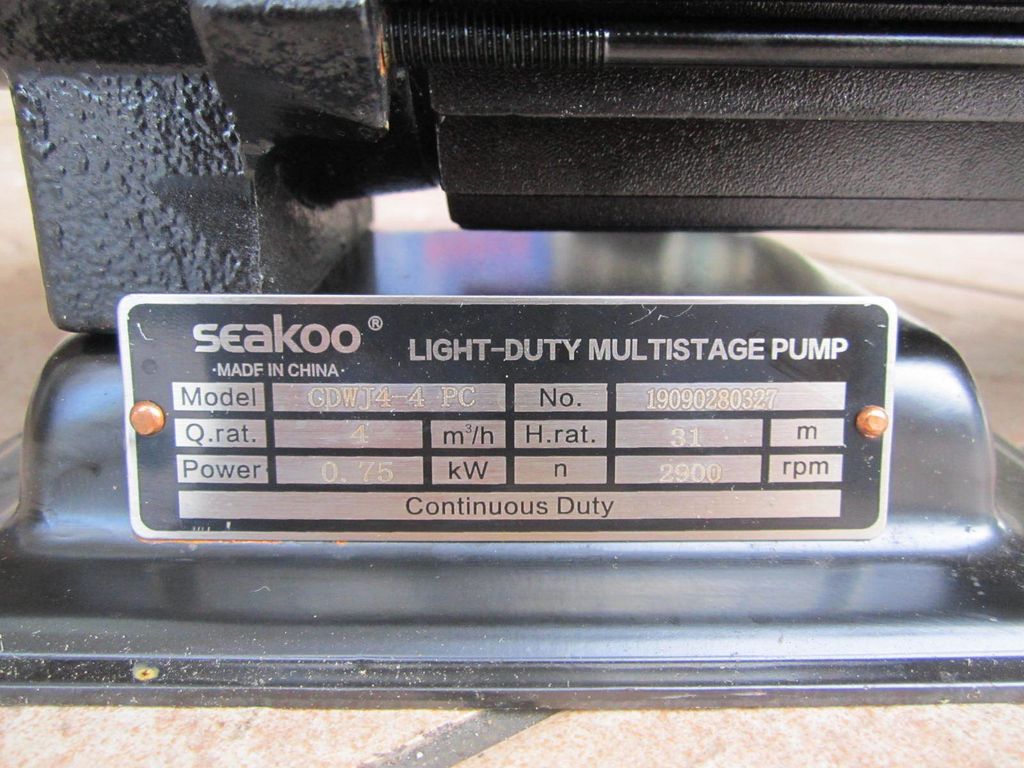 seakoo® LIGHT-DUTY MULTISTAGE PUMP
·MADE IN CHINA·
Model GDWJ4-4 PC No. 19090280327
Q.rat. 4 m³/h H.rat. 31 m
Power 0.75 kW n 2900 rpm
Continuous Duty